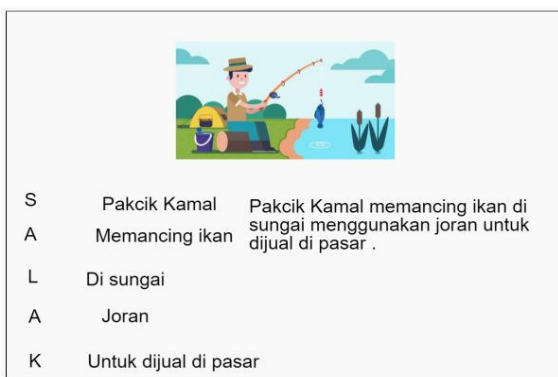 S Pakcik Kamal
A Memancing ikan
L Di sungai
A Joran
K Untuk dijual di pasar
Pakcik Kamal memancing ikan di
sungai menggunakan joran untuk
dijual di pasar .